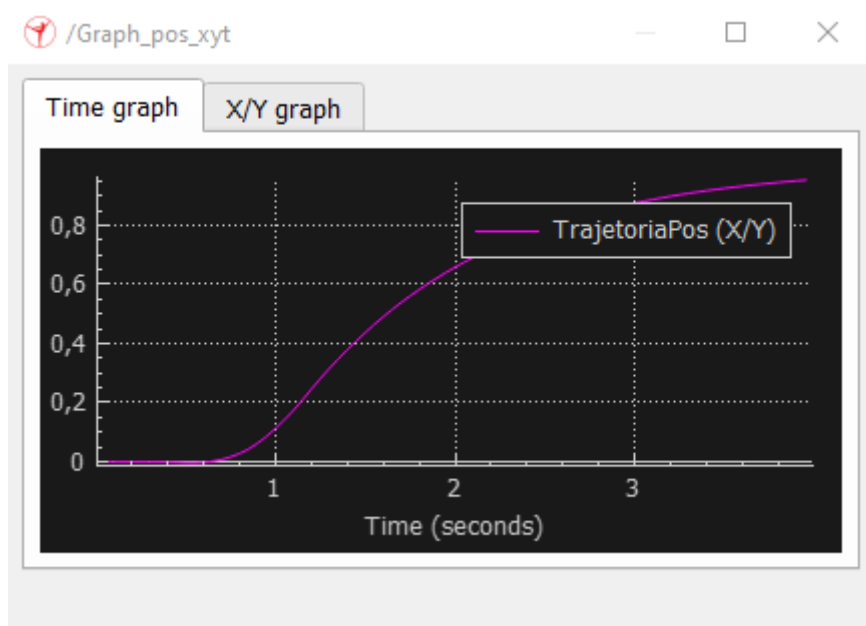 /Graph_pos_xyt
Time graph X/Y graph
TrajetoriaPos (X/Y)
0,8
0,6
0,4
0,2
0
1 2 3
Time (seconds)